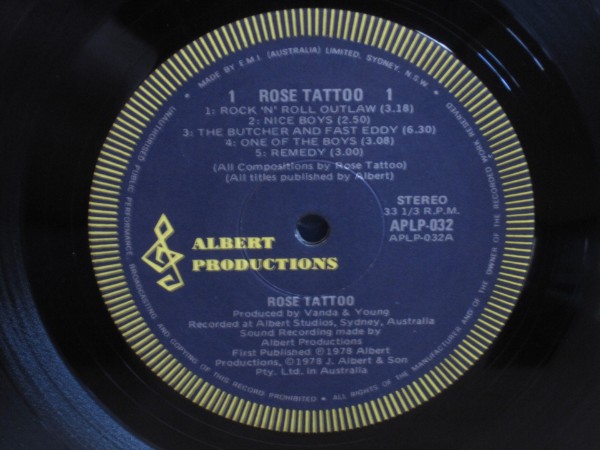 MADE BY E.M.I. (AUSTRALIA) LIMITED, SYDNEY, N.S.W.
UNAUTHORISED PUBLIC PERFORMANCE, BROADCASTING AND COPYING OF THIS RECORD PROHIBITED * ALL RIGHTS OF THE MANUFACTURER AND OF THE OWNER OF THE RECORDED WORK RESERVED
1 ROSE TATTOO 1
1: ROCK 'N' ROLL OUTLAW (3.18)
2: NICE BOYS (2.50)
3: THE BUTCHER AND FAST EDDY (6.30)
4: ONE OF THE BOYS (3.08)
5: REMEDY (3.00)
(All Compositions by Rose Tattoo)
(All titles published by Albert)
STEREO
33 1/3 R.P.M.
APLP-032
APLP-032A
ALBERT
PRODUCTIONS
ROSE TATTOO
Produced by Vanda & Young
Recorded at Albert Studios, Sydney, Australia
Sound Recording made by
Albert Productions
First Published ℗1978 Albert
Productions, ©1978 J. Albert & Son
Pty. Ltd. In Australia